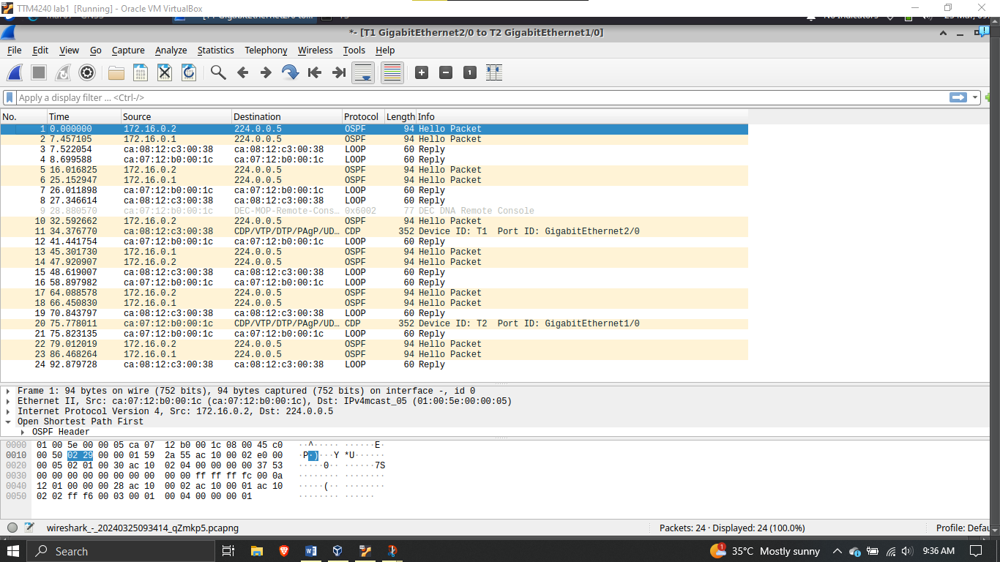 TTM4240 lab1 [Running] - Oracle VM VirtualBox
*- [T1 GigabitEthernet2/0 to T2 GigabitEthernet1/0]
File Edit View Go Capture Analyze Statistics Telephony Wireless Tools Help
Apply a display filter ... <Ctrl-/>
No. Time Source Destination Protocol Length Info
1 0.000000 172.16.0.2 224.0.0.5 OSPF 94 Hello Packet
2 7.457105 172.16.0.1 224.0.0.5 OSPF 94 Hello Packet
3 7.522054 ca:08:12:c3:00:38 ca:08:12:c3:00:38 LOOP 60 Reply
4 8.699588 ca:07:12:b0:00:1c ca:07:12:b0:00:1c LOOP 60 Reply
5 16.016825 172.16.0.2 224.0.0.5 OSPF 94 Hello Packet
6 25.152947 172.16.0.1 224.0.0.5 OSPF 94 Hello Packet
7 26.011898 ca:07:12:b0:00:1c ca:07:12:b0:00:1c LOOP 60 Reply
8 27.346614 ca:08:12:c3:00:38 ca:08:12:c3:00:38 LOOP 60 Reply
9 28.880570 ca:07:12:b0:00:1c DEC-MOP-Remote-Cons... 0x6002 77 DEC DNA Remote Console
10 32.592662 172.16.0.2 224.0.0.5 OSPF 94 Hello Packet
11 34.376770 ca:08:12:c3:00:38 CDP/VTP/DTP/PAgP/UD... CDP 352 Device ID: T1 Port ID: GigabitEthernet2/0
12 41.441754 ca:07:12:b0:00:1c ca:07:12:b0:00:1c LOOP 60 Reply
13 45.301730 172.16.0.1 224.0.0.5 OSPF 94 Hello Packet
14 47.920907 172.16.0.2 224.0.0.5 OSPF 94 Hello Packet
15 48.619007 ca:08:12:c3:00:38 ca:08:12:c3:00:38 LOOP 60 Reply
16 58.897982 ca:07:12:b0:00:1c ca:07:12:b0:00:1c LOOP 60 Reply
17 64.088578 172.16.0.2 224.0.0.5 OSPF 94 Hello Packet
18 66.450830 172.16.0.1 224.0.0.5 OSPF 94 Hello Packet
19 70.843797 ca:08:12:c3:00:38 ca:08:12:c3:00:38 LOOP 60 Reply
20 75.778011 ca:07:12:b0:00:1c CDP/VTP/DTP/PAgP/UD... CDP 352 Device ID: T2 Port ID: GigabitEthernet1/0
21 75.823135 ca:07:12:b0:00:1c ca:07:12:b0:00:1c LOOP 60 Reply
22 79.012019 172.16.0.2 224.0.0.5 OSPF 94 Hello Packet
23 86.468264 172.16.0.1 224.0.0.5 OSPF 94 Hello Packet
24 92.879728 ca:08:12:c3:00:38 ca:08:12:c3:00:38 LOOP 60 Reply
Frame 1: 94 bytes on wire (752 bits), 94 bytes captured (752 bits) on interface -, id 0
Ethernet II, Src: ca:07:12:b0:00:1c (ca:07:12:b0:00:1c), Dst: IPv4mcast_05 (01:00:5e:00:00:05)
Internet Protocol Version 4, Src: 172.16.0.2, Dst: 224.0.0.5
Open Shortest Path First
OSPF Header
0000 01 00 5e 00 00 05 ca 07 12 b0 00 1c 08 00 45 c0 ··^····· ······E·
0010 00 50 02 29 00 00 01 59 2a 55 ac 10 00 02 e0 00 ·P·)···Y *U······
0020 00 05 02 01 00 30 ac 10 02 04 00 00 00 00 37 53 ·····0·· ······7S
0030 00 00 00 00 00 00 00 00 00 00 ff ff ff fc 00 0a ········ ········
0040 12 01 00 00 00 28 ac 10 00 02 ac 10 00 01 ac 10 ·····(·· ········
0050 02 02 ff f6 00 03 00 01 00 04 00 00 00 01 ········ ······
wireshark_-_20240325093414_qZmkp5.pcapng Packets: 24 · Displayed: 24 (100.0%) Profile: Defau
Search 1 35°C Mostly sunny 9:36 AM